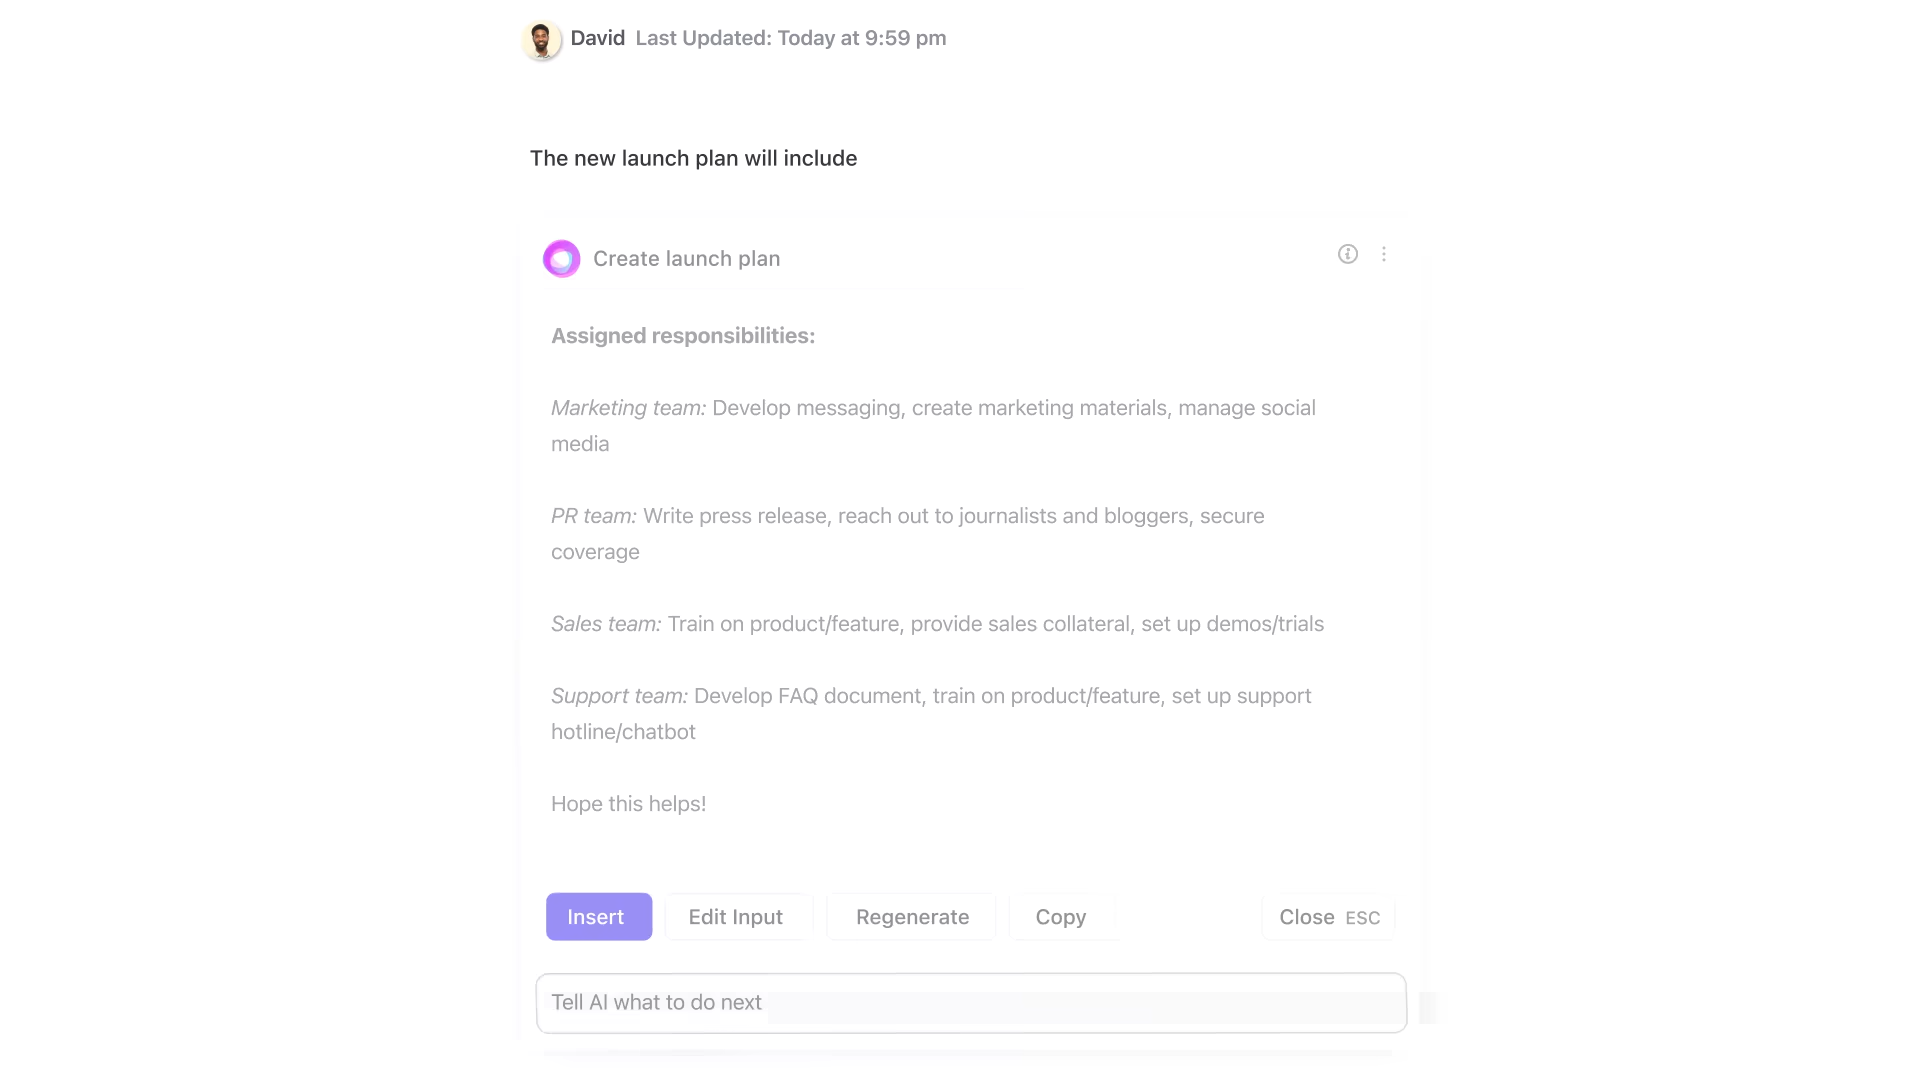 David Last Updated: Today at 9:59 pm
The new launch plan will include
Create launch plan
Assigned responsibilities:
Marketing team: Develop messaging, create marketing materials, manage social
media
PR team: Write press release, reach out to journalists and bloggers, secure
coverage
Sales team: Train on product/feature, provide sales collateral, set up demos/trials
Support team: Develop FAQ document, train on product/feature, set up support
hotline/chatbot
Hope this helps!
Insert Edit Input Regenerate Copy Close ESC
Tell AI what to do next